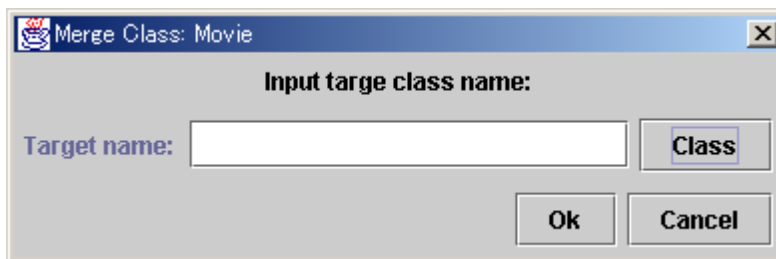 Merge Class: Movie
Input targe class name:
Target name:
Class
Ok
Cancel